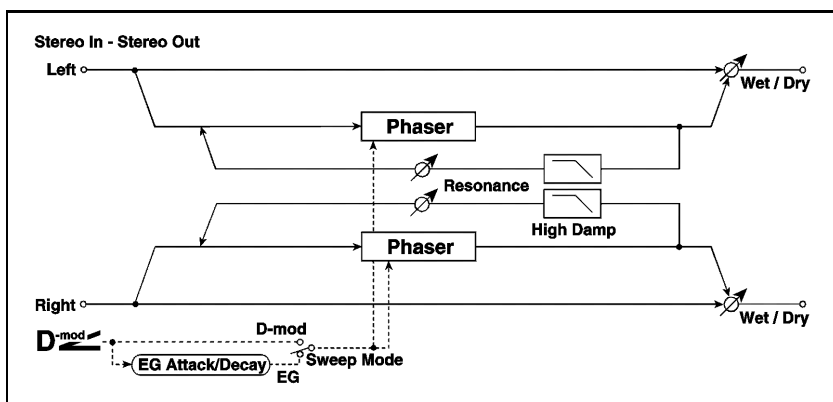 Stereo In - Stereo Out
Left
Wet / Dry
Phaser
Resonance
High Damp
Phaser
Right
Wet / Dry
D-mod
D-mod
Sweep Mode
EG Attack/Decay
EG